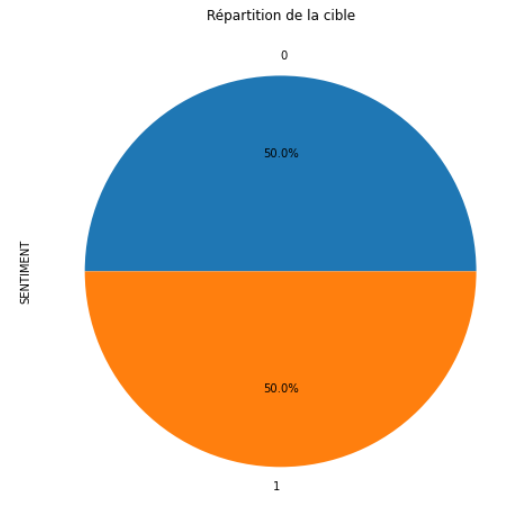 Répartition de la cible
0
50.0%
SENTIMENT
50.0%
1